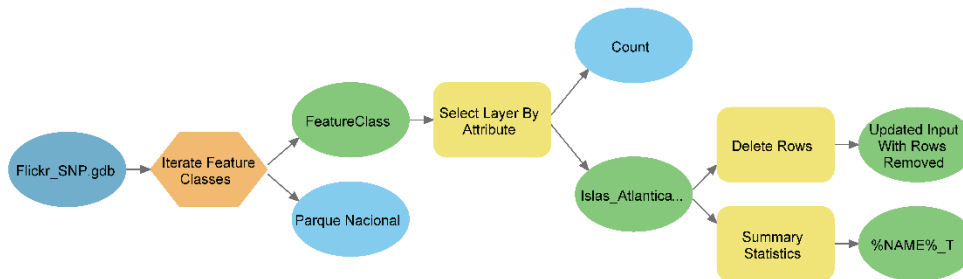 Flickr_SNP.gdb
Iterate Feature
Classes
FeatureClass
Parque Nacional
Select Layer By
Attribute
Count
Islas_Atlantica...
Delete Rows
Updated Input
With Rows
Removed
Summary
Statistics
%NAME%_T